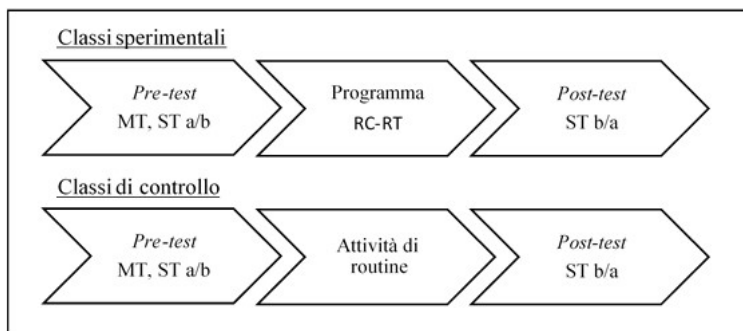 Classi sperimentali
Pre-test
MT, ST a/b
Programma
RC-RT
Post-test
ST b/a
Classi di controllo
Pre-test
MT, ST a/b
Attività di
routine
Post-test
ST b/a